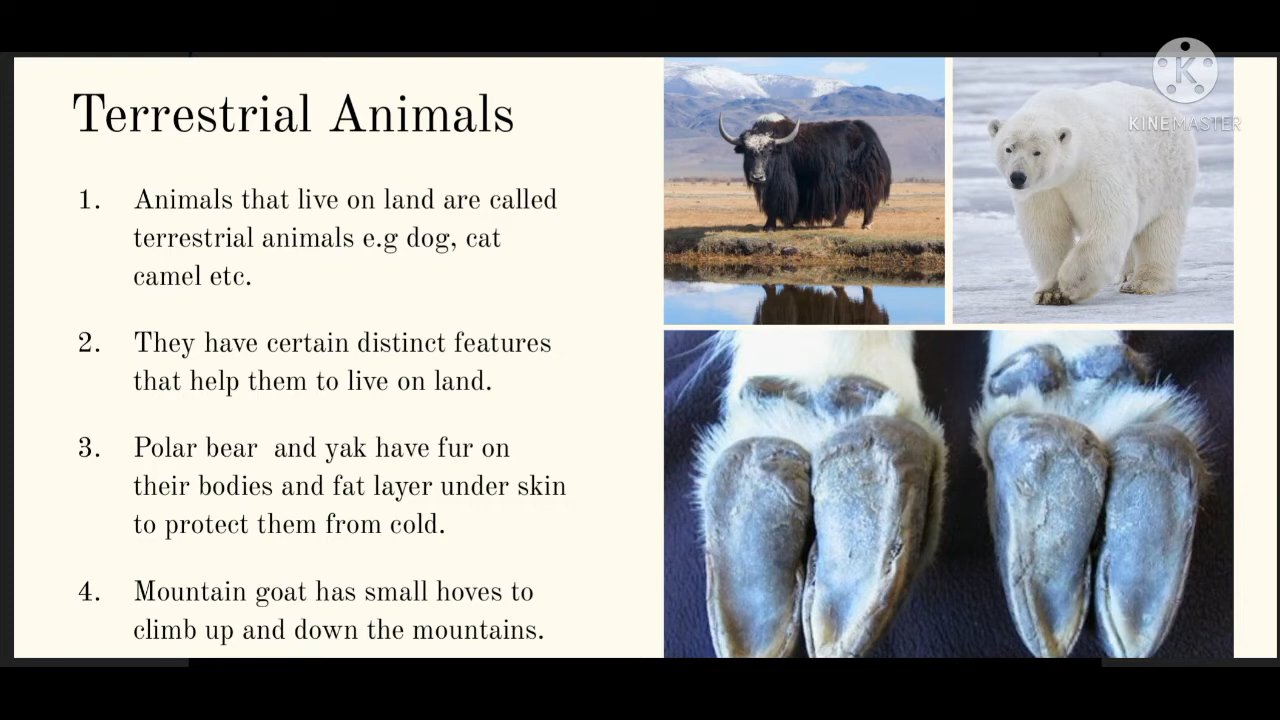 Terrestrial Animals
1. Animals that live on land are called
terrestrial animals e.g dog, cat
camel etc.
2. They have certain distinct features
that help them to live on land.
3. Polar bear  and yak have fur on
their bodies and fat layer under skin
to protect them from cold.
4. Mountain goat has small hoves to
climb up and down the mountains.
K
KINEMASTER